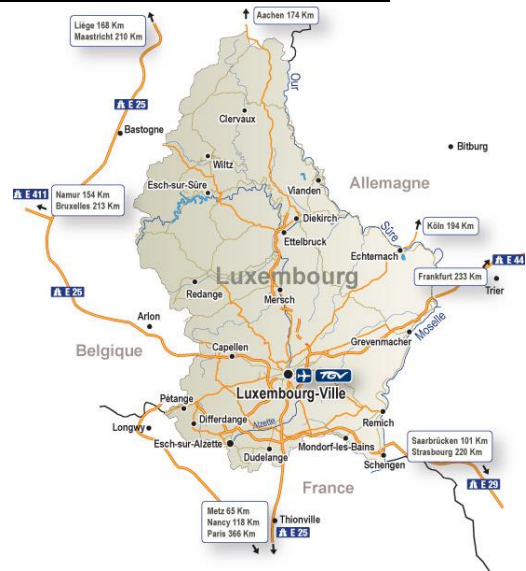 Liège 168 Km
Maastricht 210 Km
Aachen 174 Km
E 25
Our
Clervaux
Bastogne
Bitburg
Wiltz
Vianden
Allemagne
Esch-sur-Sûre
E 411
Namur 154 Km
Bruxelles 213 Km
Diekirch
Sûre
Köln 194 Km
Ettelbruck
Echternach
E 44
Luxembourg
Frankfurt 233 Km
Trier
E 25
Redange
Mersch
Arlon
Moselle
Grevenmacher
Belgique
Capellen
TGV
Luxembourg-Ville
Pétange
Differdange
Alzette
Remich
Longwy
Esch-sur-Alzette
Mondorf-les-Bains
Saarbrücken 101 Km
Strasbourg 220 Km
Dudelange
Schengen
France
E 29
Metz 65 Km
Nancy 118 Km
Paris 366 Km
Thionville
E 25